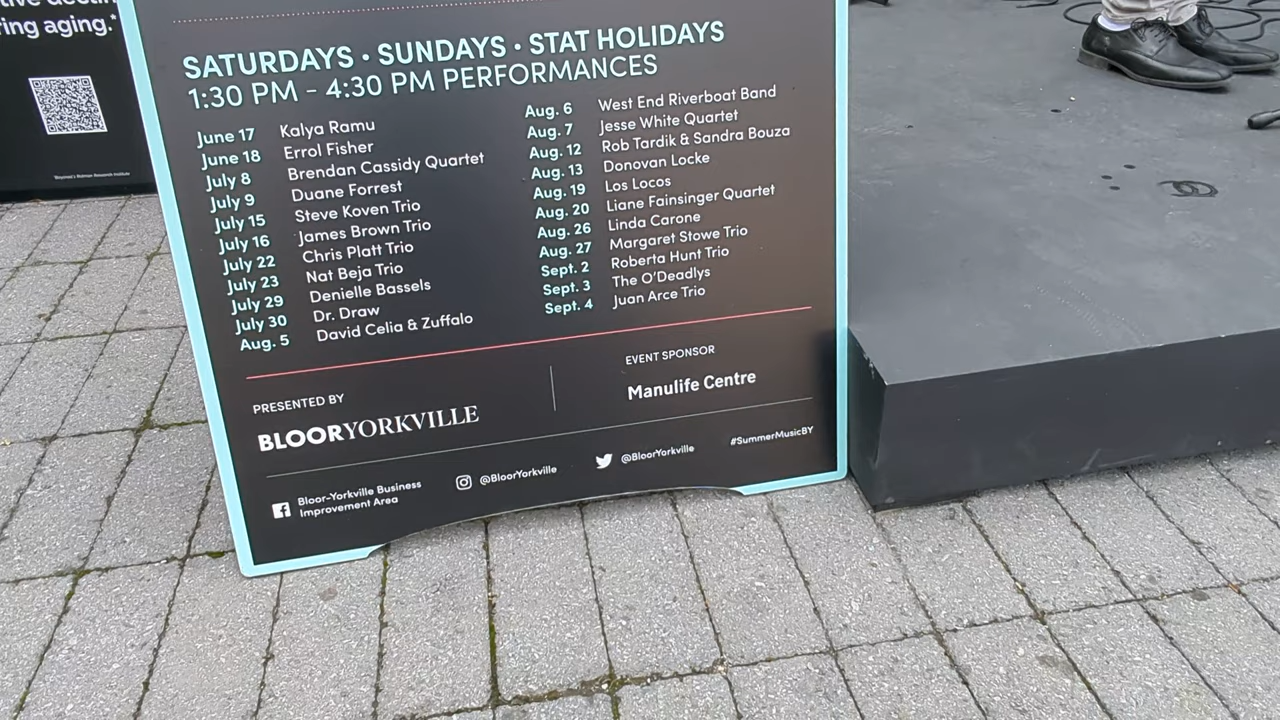 ring aging.*
SATURDAYS • SUNDAYS • STAT HOLIDAYS
1:30 PM - 4:30 PM PERFORMANCES
June 17 Kalya Ramu
June 18 Errol Fisher
July 8 Brendan Cassidy Quartet
July 9 Duane Forrest
July 15 Steve Koven Trio
July 16 James Brown Trio
July 22 Chris Platt Trio
July 23 Nat Beja Trio
July 29 Denielle Bassels
July 30 Dr. Draw
Aug. 5 David Celia & Zuffalo
Aug. 6 West End Riverboat Band
Aug. 7 Jesse White Quartet
Aug. 12 Rob Tardik & Sandra Bouza
Aug. 13 Donovan Locke
Aug. 19 Los Locos
Aug. 20 Liane Fainsinger Quartet
Aug. 26 Linda Carone
Aug. 27 Margaret Stowe Trio
Sept. 2 Roberta Hunt Trio
Sept. 3 The O'Deadlys
Sept. 4 Juan Arce Trio
PRESENTED BY
BLOORYORKVILLE
EVENT SPONSOR
Manulife Centre
Bloor-Yorkville Business
Improvement Area
@BloorYorkville
@BloorYorkville
#SummerMusicBY